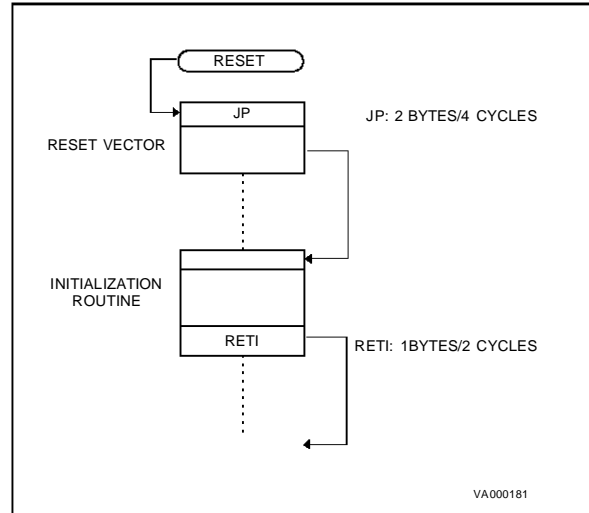 RESET
JP
JP: 2 BYTES/4 CYCLES
RESET VECTOR
INITIALIZATION
ROUTINE
RETI
RETI: 1BYTES/2 CYCLES
VA000181